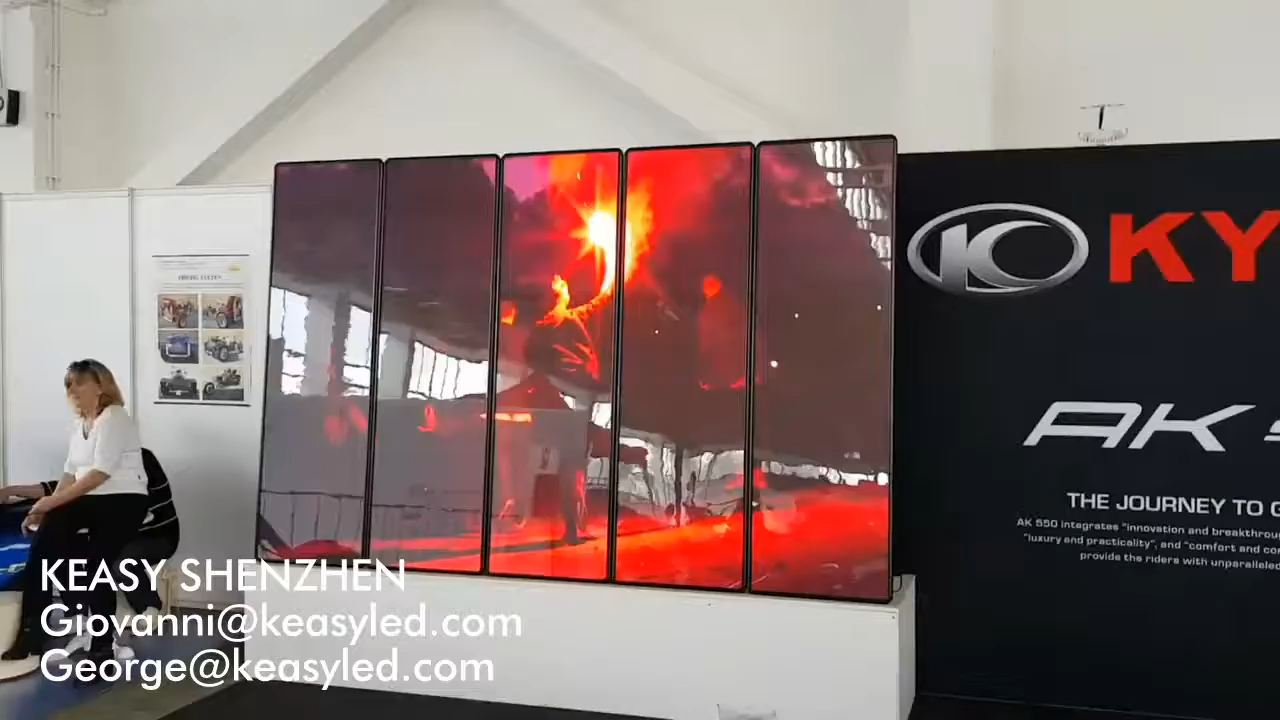 KY
AK
THE JOURNEY TO G
AK 550 integrates "innovation and breakthrou
"luxury and practicality", and "comfort and co
provide the riders with unparalleled
KEASY SHENZHEN
Giovanni@keasyled.com
George@keasyled.com